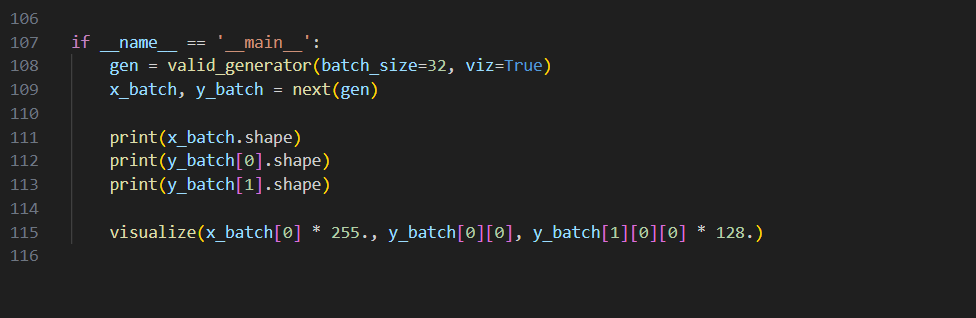 106
107 if __name__ == '__main__':
108     gen = valid_generator(batch_size=32, viz=True)
109     x_batch, y_batch = next(gen)
110
111     print(x_batch.shape)
112     print(y_batch[0].shape)
113     print(y_batch[1].shape)
114
115     visualize(x_batch[0] * 255., y_batch[0][0], y_batch[1][0][0] * 128.)
116